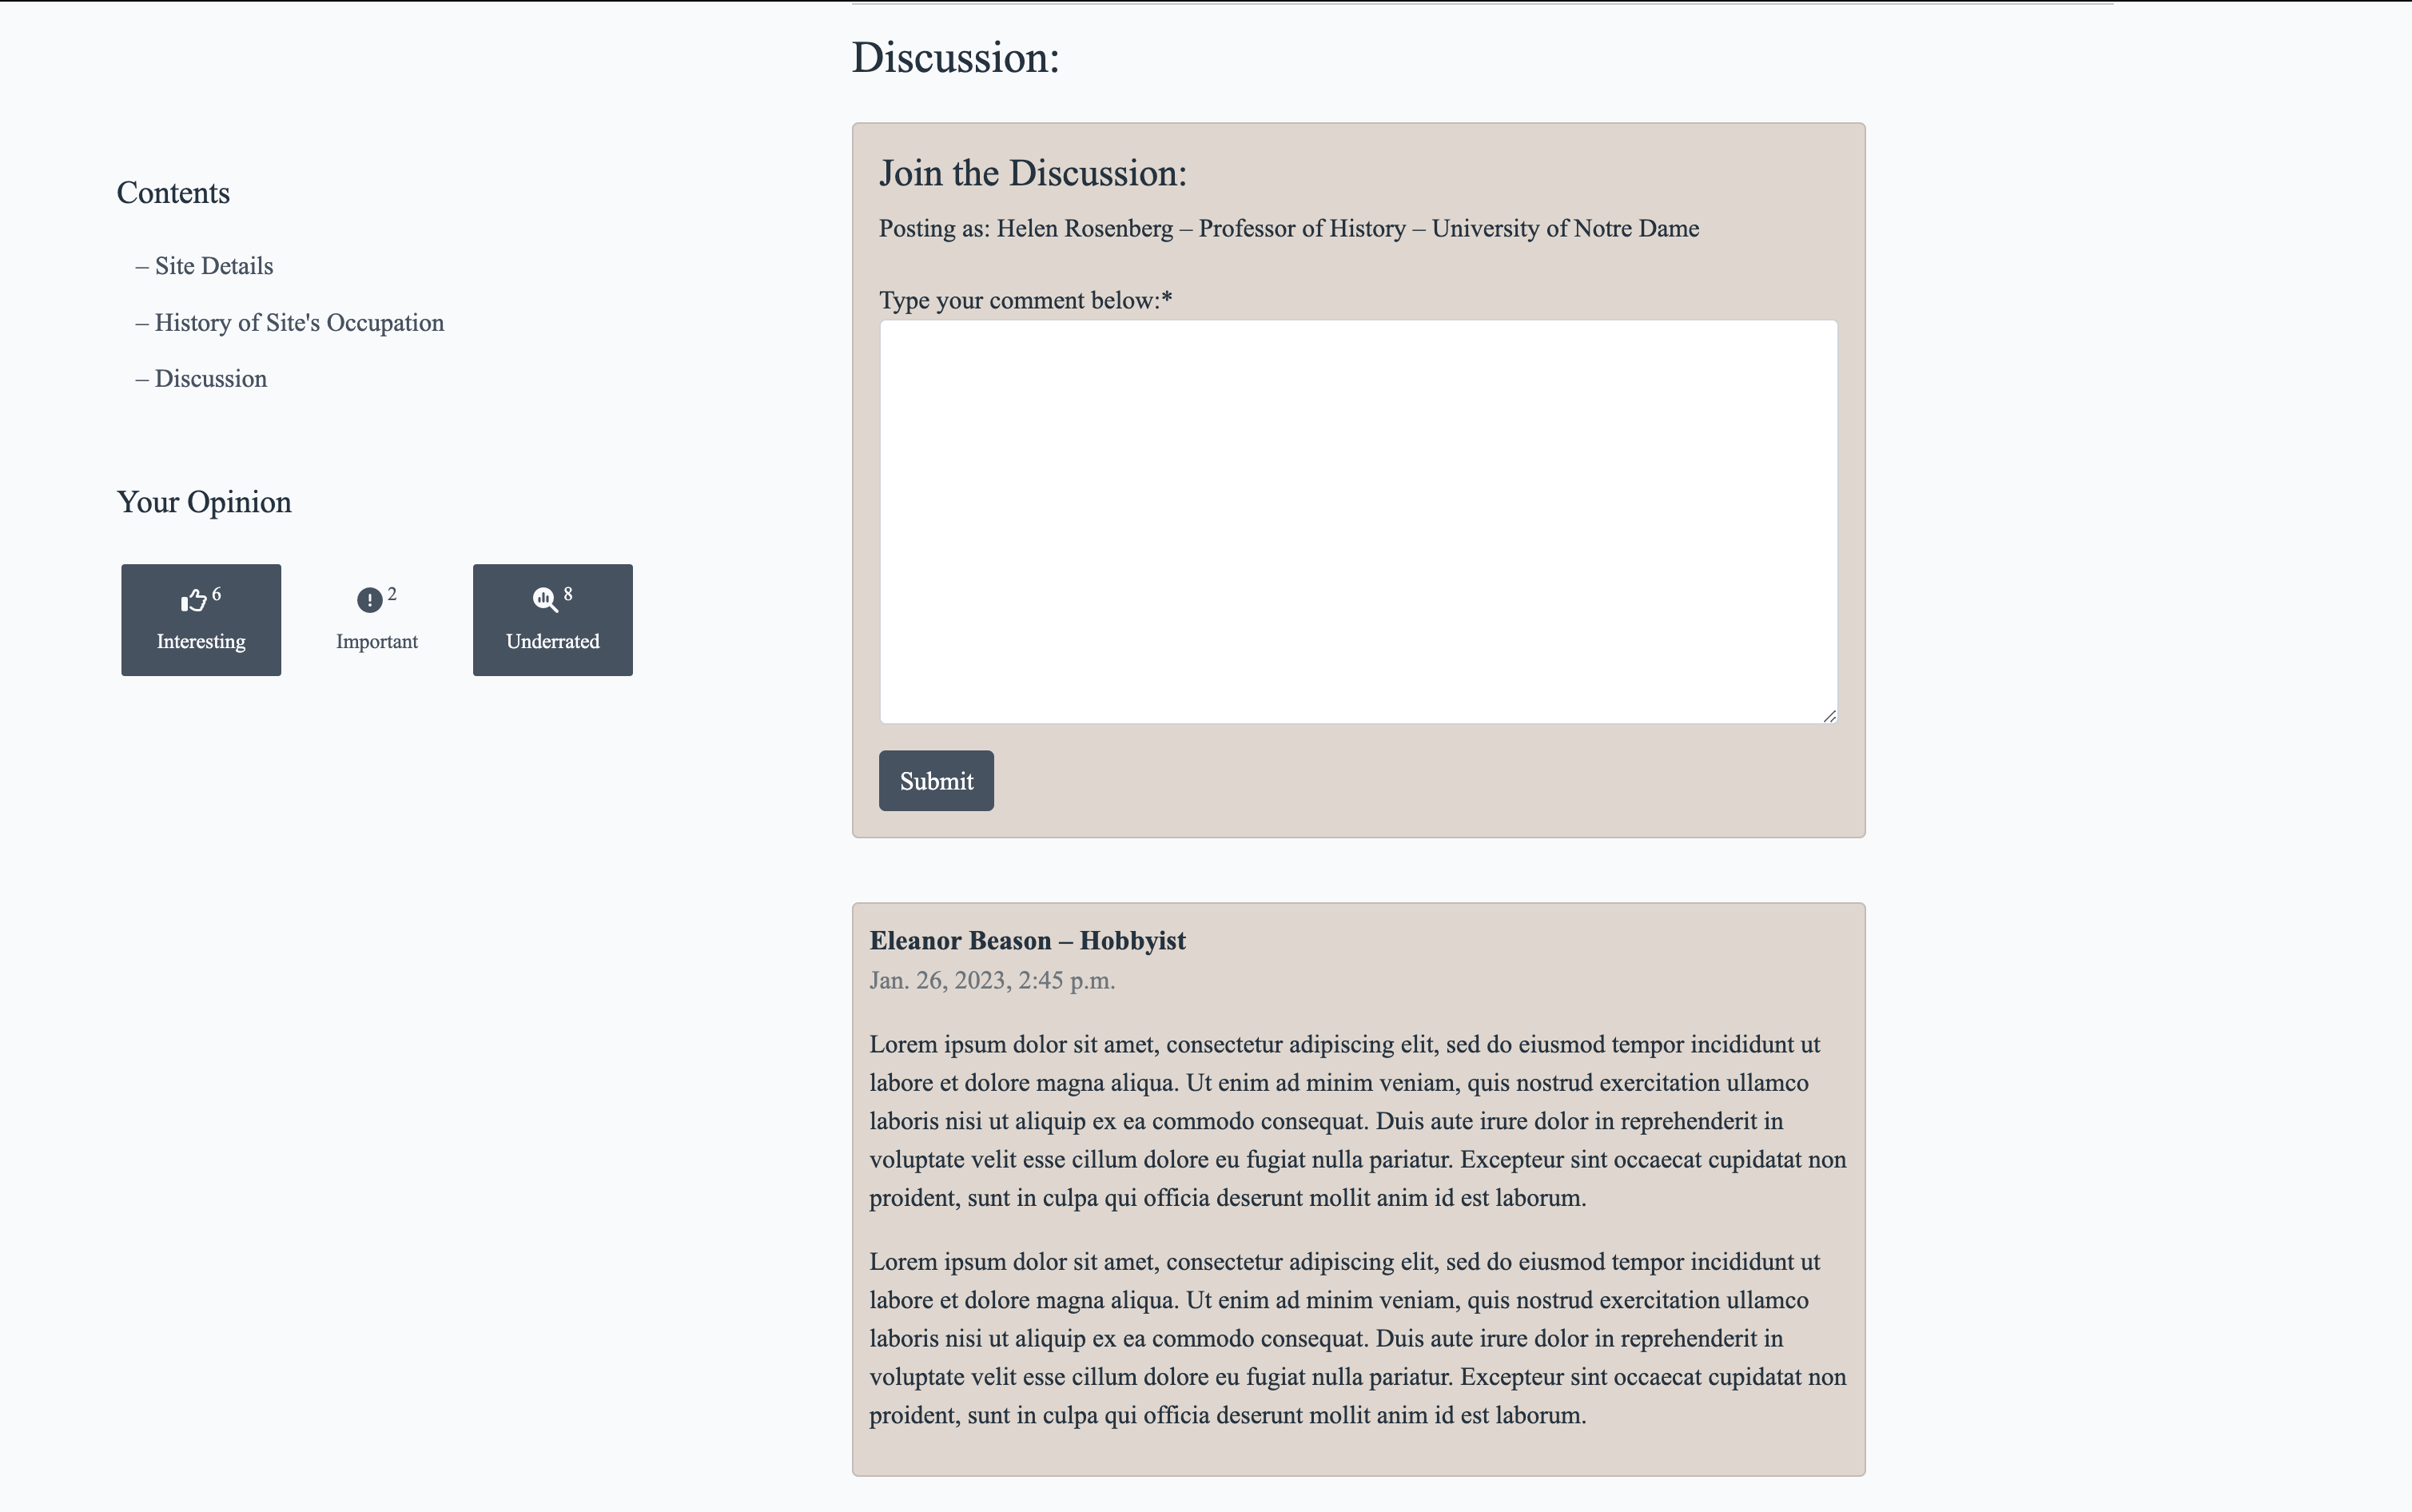 Discussion:
Contents
– Site Details
– History of Site's Occupation
– Discussion
Your Opinion
6
Interesting
2
Important
8
Underrated
Join the Discussion:
Posting as: Helen Rosenberg – Professor of History – University of Notre Dame
Type your comment below:*
Submit
Eleanor Beason – Hobbyist
Jan. 26, 2023, 2:45 p.m.
Lorem ipsum dolor sit amet, consectetur adipiscing elit, sed do eiusmod tempor incididunt ut
labore et dolore magna aliqua. Ut enim ad minim veniam, quis nostrud exercitation ullamco
laboris nisi ut aliquip ex ea commodo consequat. Duis aute irure dolor in reprehenderit in
voluptate velit esse cillum dolore eu fugiat nulla pariatur. Excepteur sint occaecat cupidatat non
proident, sunt in culpa qui officia deserunt mollit anim id est laborum.
Lorem ipsum dolor sit amet, consectetur adipiscing elit, sed do eiusmod tempor incididunt ut
labore et dolore magna aliqua. Ut enim ad minim veniam, quis nostrud exercitation ullamco
laboris nisi ut aliquip ex ea commodo consequat. Duis aute irure dolor in reprehenderit in
voluptate velit esse cillum dolore eu fugiat nulla pariatur. Excepteur sint occaecat cupidatat non
proident, sunt in culpa qui officia deserunt mollit anim id est laborum.